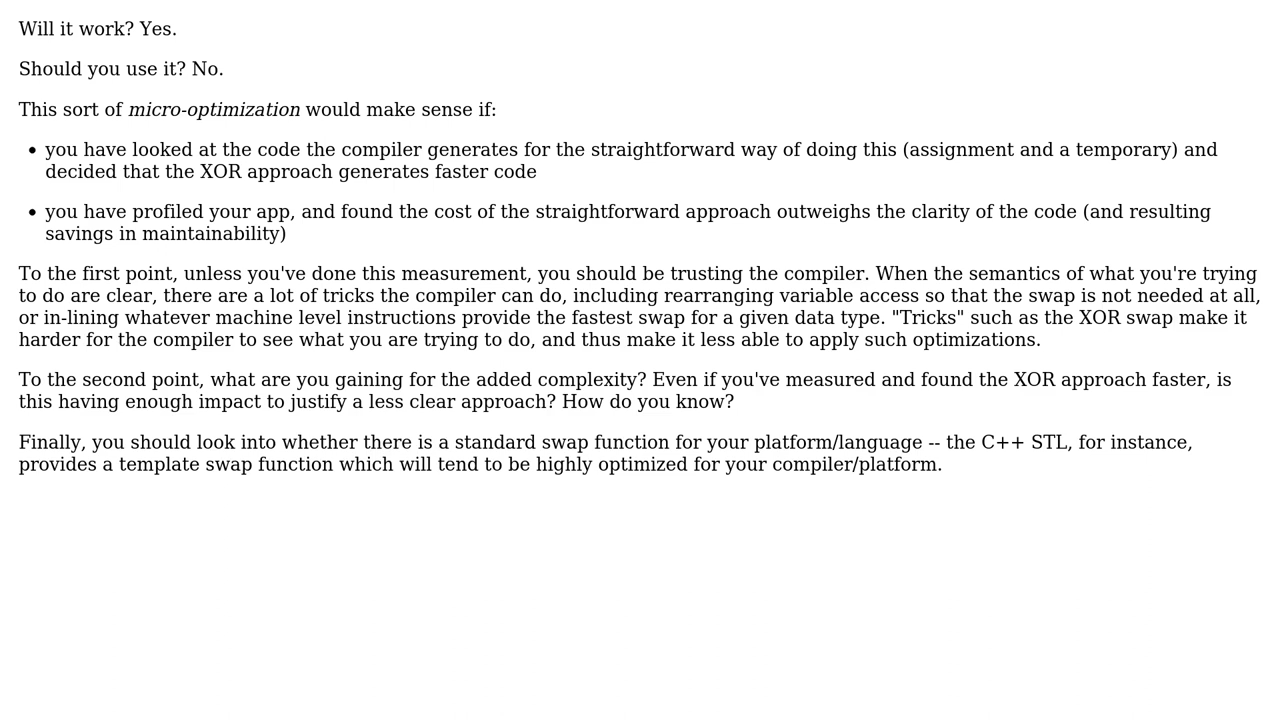 Will it work? Yes.
Should you use it? No.
This sort of micro-optimization would make sense if:
• you have looked at the code the compiler generates for the straightforward way of doing this (assignment and a temporary) and
decided that the XOR approach generates faster code
• you have profiled your app, and found the cost of the straightforward approach outweighs the clarity of the code (and resulting
savings in maintainability)
To the first point, unless you've done this measurement, you should be trusting the compiler. When the semantics of what you're trying
to do are clear, there are a lot of tricks the compiler can do, including rearranging variable access so that the swap is not needed at all,
or in-lining whatever machine level instructions provide the fastest swap for a given data type. "Tricks" such as the XOR swap make it
harder for the compiler to see what you are trying to do, and thus make it less able to apply such optimizations.
To the second point, what are you gaining for the added complexity? Even if you've measured and found the XOR approach faster, is
this having enough impact to justify a less clear approach? How do you know?
Finally, you should look into whether there is a standard swap function for your platform/language -- the C++ STL, for instance,
provides a template swap function which will tend to be highly optimized for your compiler/platform.